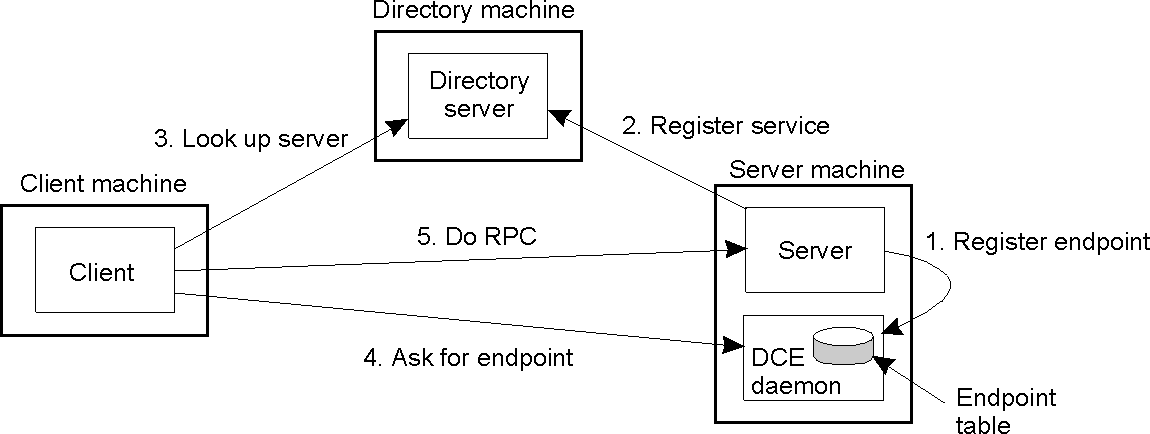 Directory machine
Directory
server
3. Look up server
2. Register service
Client machine
Server machine
5. Do RPC
Client
Server
1. Register endpoint
4. Ask for endpoint
DCE
daemon
Endpoint
table